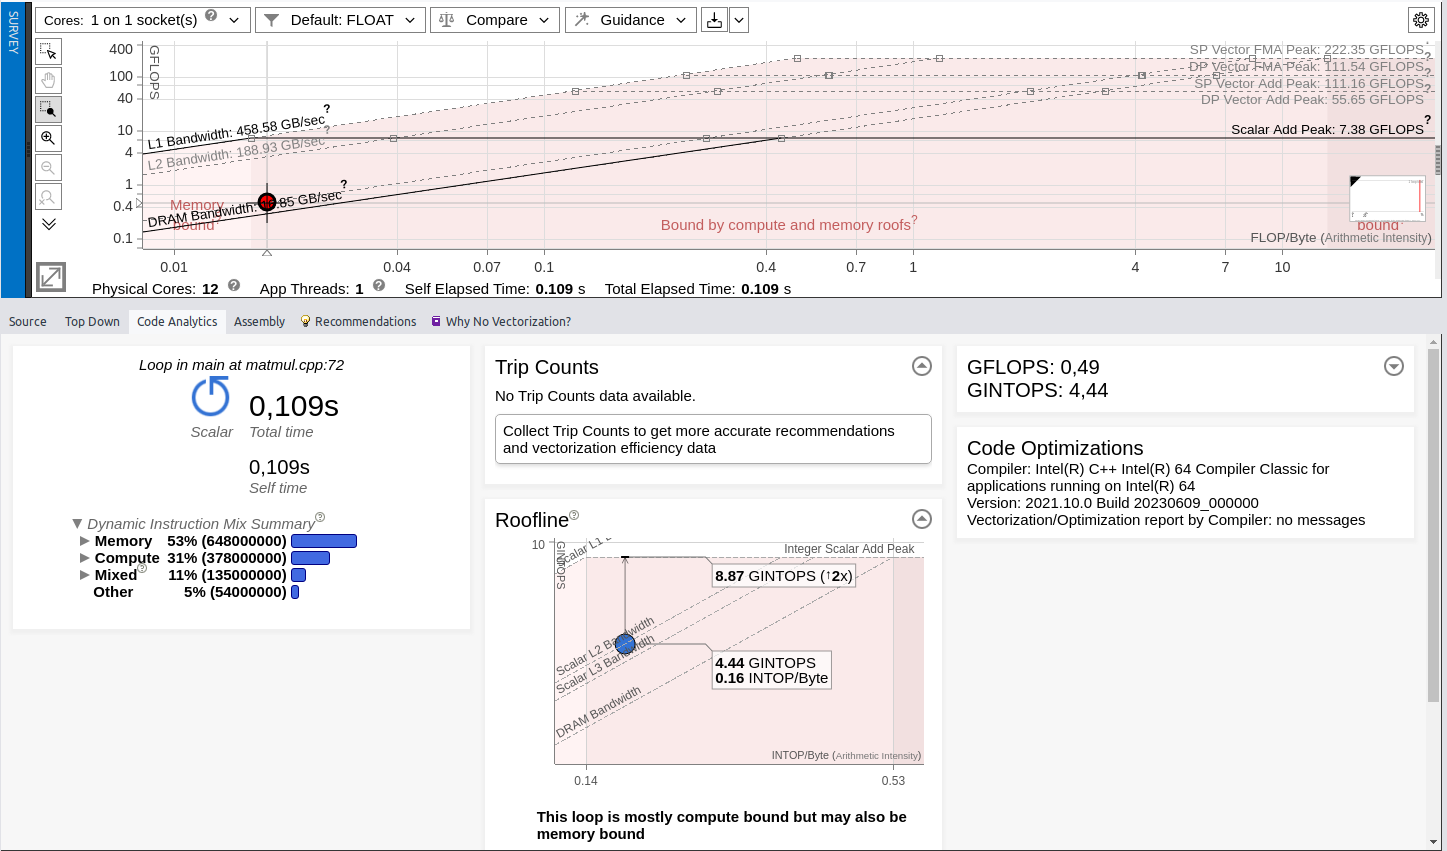 SURVEY
Cores: 1 on 1 socket(s) ?
Default: FLOAT
Compare
Guidance
GFLOPS
400
100
40
10
4
1
0.4
0.1
SP Vector FMA Peak: 222.35 GFLOPS ?
DP Vector FMA Peak: 111.54 GFLOPS ?
SP Vector Add Peak: 111.16 GFLOPS ?
DP Vector Add Peak: 55.65 GFLOPS ?
Scalar Add Peak: 7.38 GFLOPS ?
L1 Bandwidth: 458.58 GB/sec ?
L2 Bandwidth: 188.93 GB/sec ?
DRAM Bandwidth: .85 GB/sec ?
Memory
bound?
Bound by compute and memory roofs?
bound
FLOP/Byte (Arithmetic Intensity)
0.01 0.04 0.07 0.1 0.4 0.7 1 4 7 10
Physical Cores: 12 ? App Threads: 1 ? Self Elapsed Time: 0.109 s Total Elapsed Time: 0.109 s
Source Top Down Code Analytics Assembly Recommendations Why No Vectorization?
Loop in main at matmul.cpp:72
0,109s
Scalar Total time
0,109s
Self time
Dynamic Instruction Mix Summary ?
Memory 53% (648000000)
Compute 31% (378000000)
Mixed ? 11% (135000000)
Other 5% (54000000)
Trip Counts
No Trip Counts data available.
Collect Trip Counts to get more accurate recommendations
and vectorization efficiency data
Roofline ?
10
GINTOPS
Scalar L1
Integer Scalar Add Peak
8.87 GINTOPS (↑2x)
Scalar L2 Bandwidth
Scalar L3 Bandwidth
DRAM Bandwidth
4.44 GINTOPS
0.16 INTOP/Byte
INTOP/Byte (Arithmetic Intensity)
0.14 0.53
This loop is mostly compute bound but may also be
memory bound
GFLOPS: 0,49
GINTOPS: 4,44
Code Optimizations
Compiler: Intel(R) C++ Intel(R) 64 Compiler Classic for
applications running on Intel(R) 64
Version: 2021.10.0 Build 20230609_000000
Vectorization/Optimization report by Compiler: no messages